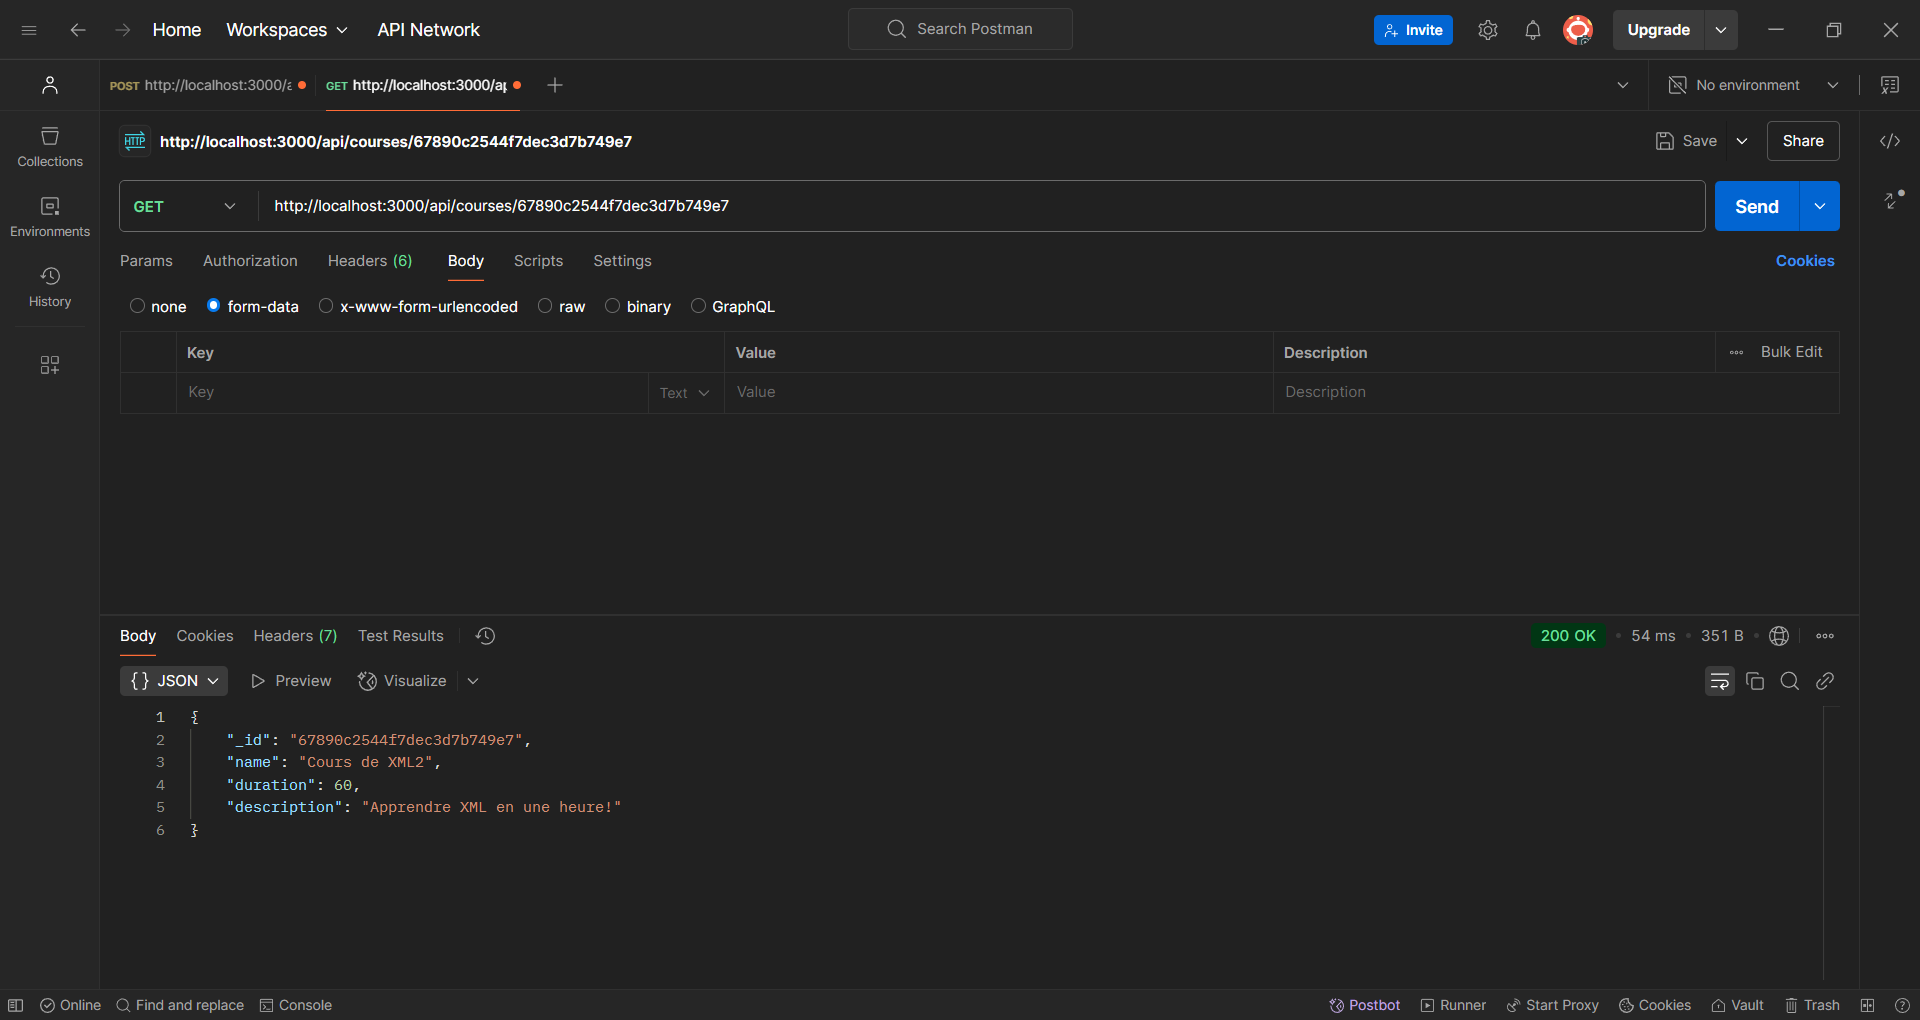 Home Workspaces API Network Search Postman Invite Upgrade
POST http://localhost:3000/a GET http://localhost:3000/ap No environment
HTTP http://localhost:3000/api/courses/67890c2544f7dec3d7b749e7 Save Share
Collections
GET http://localhost:3000/api/courses/67890c2544f7dec3d7b749e7 Send
Environments
Params Authorization Headers (6) Body Scripts Settings Cookies
History
none form-data x-www-form-urlencoded raw binary GraphQL
Key Value Description Bulk Edit
Key Text Value Description
Body Cookies Headers (7) Test Results 200 OK 54 ms 351 B
{} JSON Preview Visualize
1 {
2 "_id": "67890c2544f7dec3d7b749e7",
3 "name": "Cours de XML2",
4 "duration": 60,
5 "description": "Apprendre XML en une heure!"
6 }
Online Find and replace Console Postbot Runner Start Proxy Cookies Vault Trash